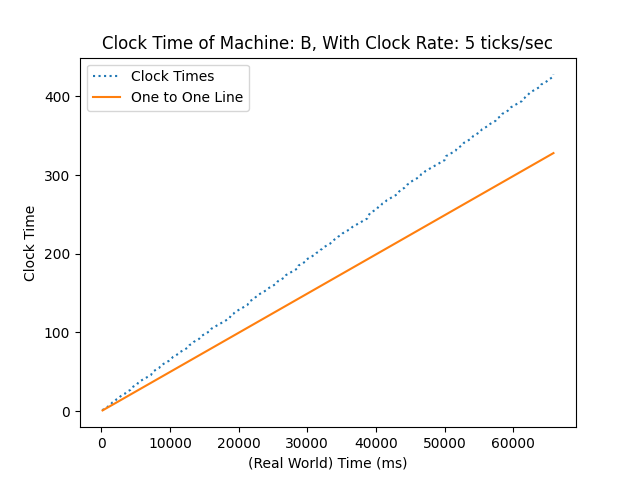 Clock Time of Machine: B, With Clock Rate: 5 ticks/sec
Clock Times
One to One Line
400
300
200
100
0
Clock Time
0 10000 20000 30000 40000 50000 60000
(Real World) Time (ms)